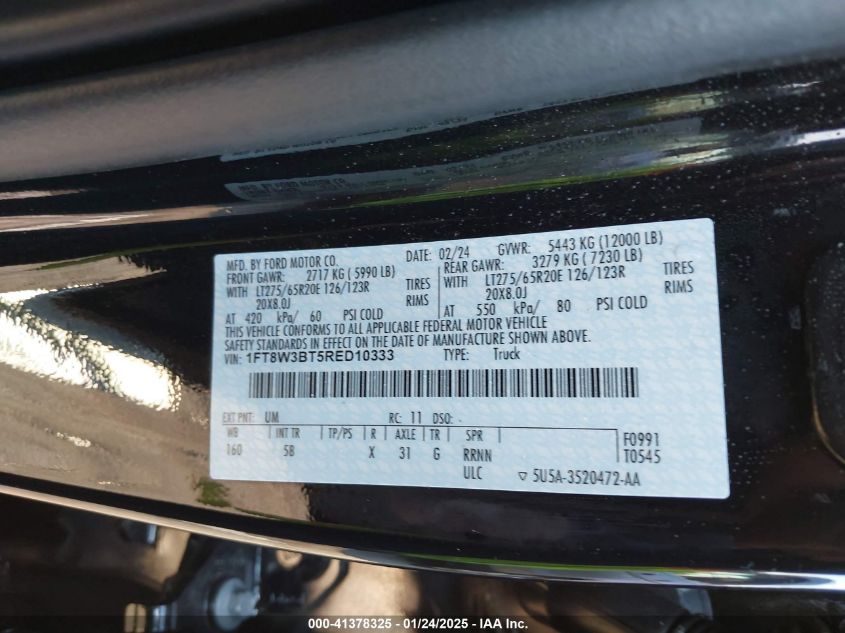 MFD. BY FORD MOTOR CO.
DATE: 02/24 GVWR: 5443 KG (12000 LB)
FRONT GAWR: 2717 KG (5990 LB) REAR GAWR: 3279 KG (7230 LB)
WITH LT275/65R20E 126/123R TIRES WITH LT275/65R20E 126/123R TIRES
20X8.0J RIMS 20X8.0J RIMS
AT 420 kPa/ 60 PSI COLD AT 550 kPa/ 80 PSI COLD
THIS VEHICLE CONFORMS TO ALL APPLICABLE FEDERAL MOTOR VEHICLE
SAFETY STANDARDS IN EFFECT ON THE DATE OF MANUFACTURE SHOWN ABOVE.
VIN: 1FT8W3BT5RED10333 TYPE: Truck
EXT PNT: UM RC: 11 DSO:
WB INT TR TP/PS R AXLE TR SPR F0991
160 5B X 31 G RRNN T0545
ULC ▽ 5U5A-3520472-AA
000-41378325 - 01/24/2025 - IAA Inc.